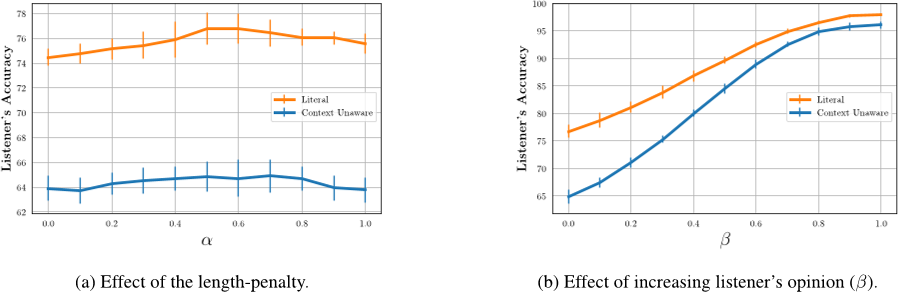 78
76
74
72
70
68
66
64
62
0.0 0.2 0.4 0.6 0.8 1.0
Listener's Accuracy
α
Literal
Context Unaware
(a) Effect of the length-penalty.
100
95
90
85
80
75
70
65
0.0 0.2 0.4 0.6 0.8 1.0
Listener's Accuracy
β
Literal
Context Unaware
(b) Effect of increasing listener's opinion (β).